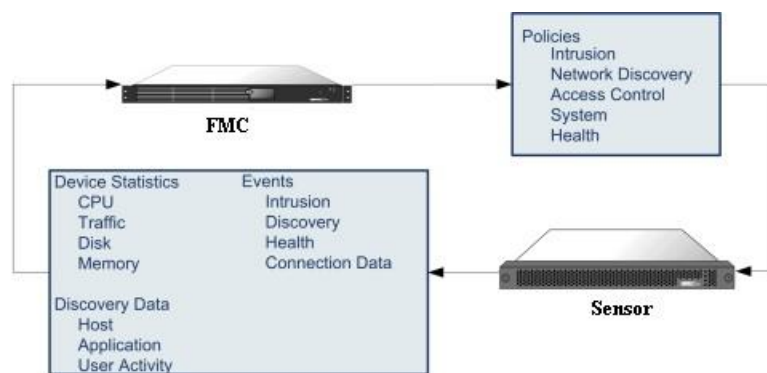 Policies
Intrusion
Network Discovery
Access Control
System
Health
FMC
Device Statistics
CPU
Traffic
Disk
Memory
Events
Intrusion
Discovery
Health
Connection Data
Discovery Data
Host
Application
User Activity
Sensor